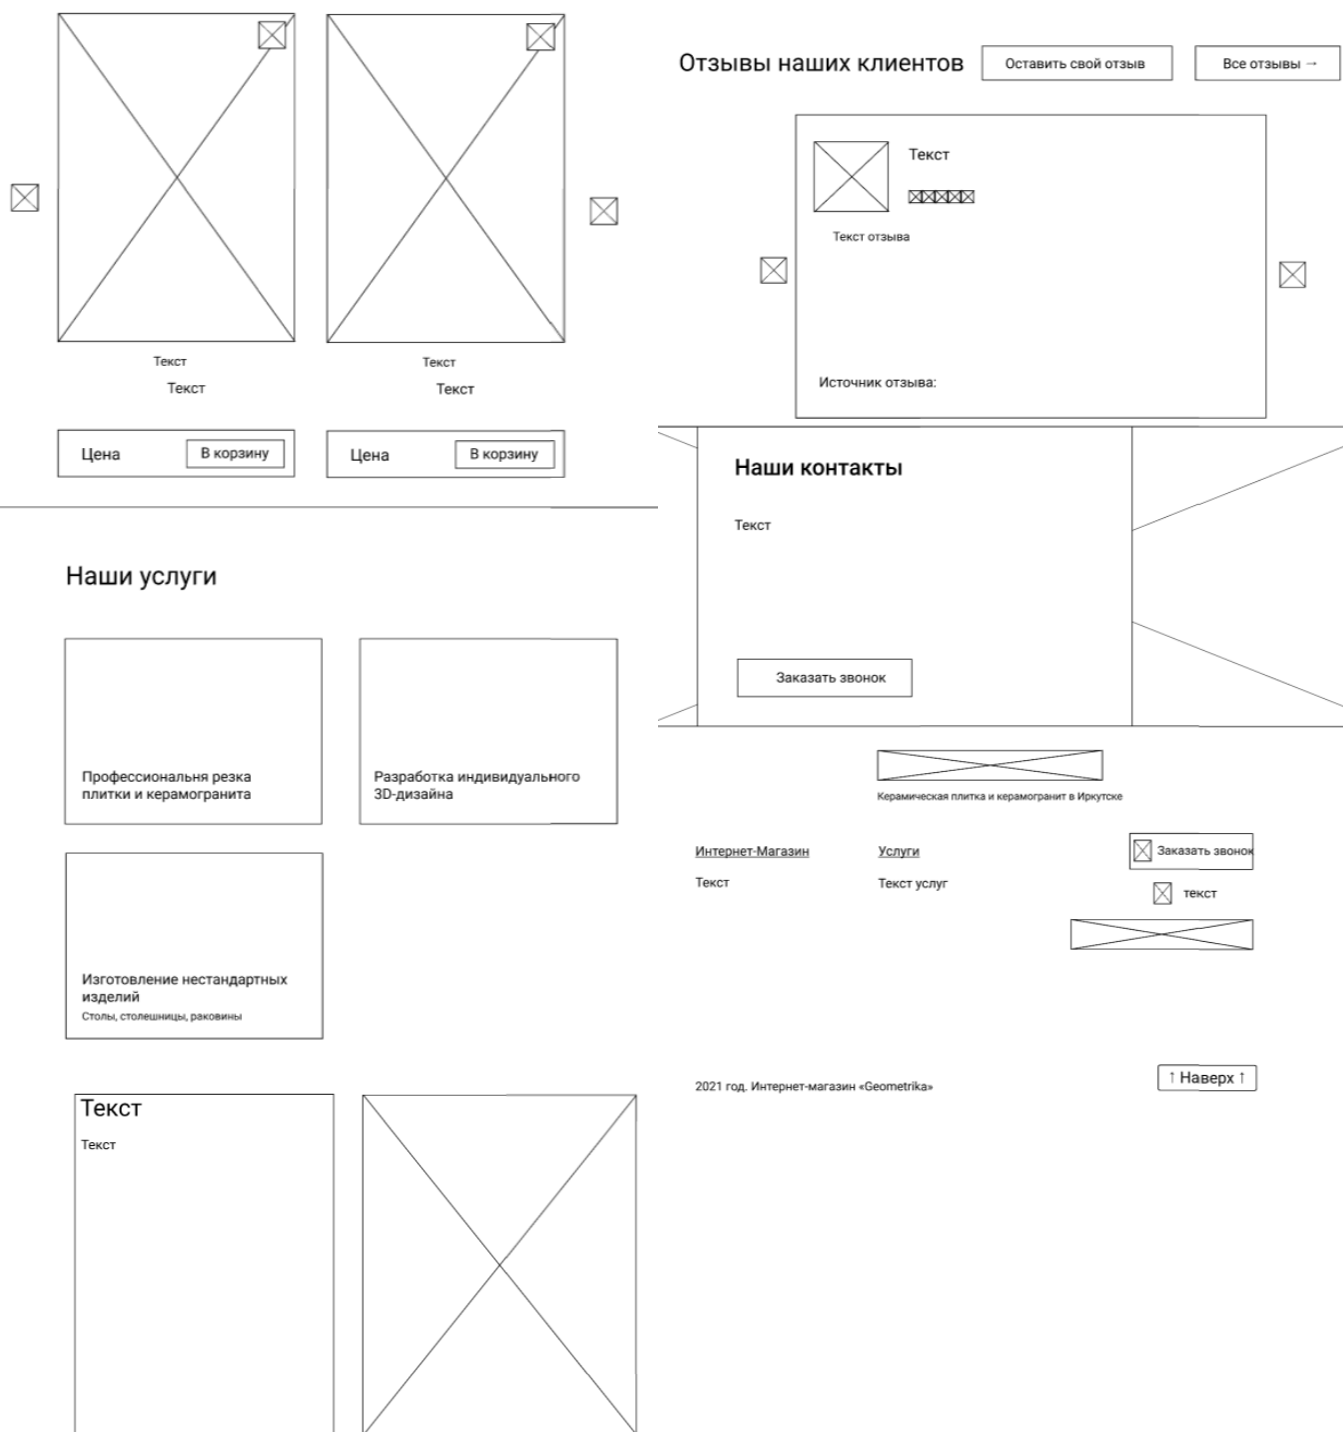 Текст
Текст
Текст
Текст
Цена
В корзину
Цена
В корзину
Наши услуги
Профессиональня резка
плитки и керамогранита
Разработка индивидуального
3D-дизайна
Изготовление нестандартных
изделий
Столы, столешницы, раковины
Текст
Текст
Отзывы наших клиентов
Оставить свой отзыв
Все отзывы →
Текст
Текст отзыва
Источник отзыва:
Наши контакты
Текст
Заказать звонок
Керамическая плитка и керамогранит в Иркутске
Интернет-Магазин
Текст
Услуги
Текст услуг
Заказать звонок
текст
2021 год. Интернет-магазин «Geometrika»
↑ Наверх ↑